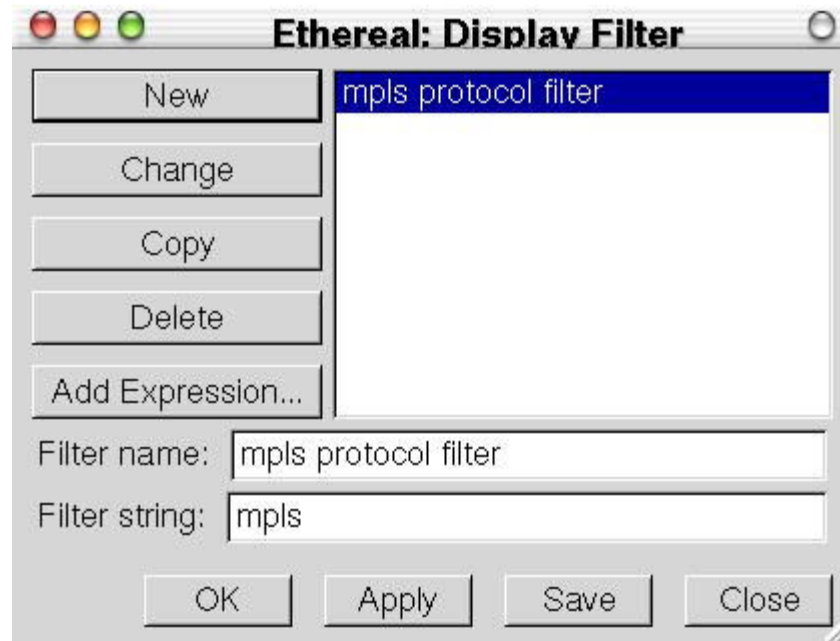 Ethereal: Display Filter
New
mpls protocol filter
Change
Copy
Delete
Add Expression...
Filter name: mpls protocol filter
Filter string: mpls
OK Apply Save Close